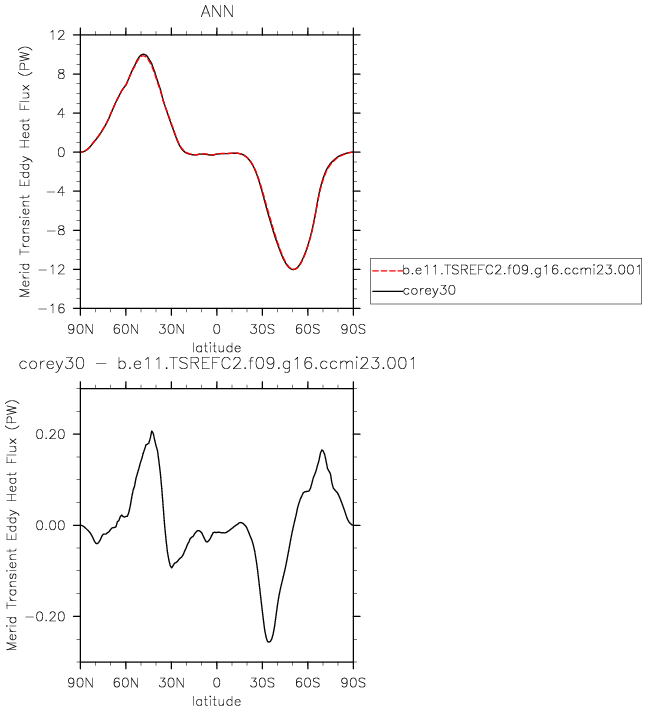 ANN
Merid Transient Eddy Heat Flux (PW)
12
8
4
0
−4
−8
−12
−16
90N 60N 30N 0 30S 60S 90S
latitude
b.e11.TSREFC2.f09.g16.ccmi23.001
corey30
corey30 − b.e11.TSREFC2.f09.g16.ccmi23.001
Merid Transient Eddy Heat Flux (PW)
0.20
0.00
−0.20
90N 60N 30N 0 30S 60S 90S
latitude